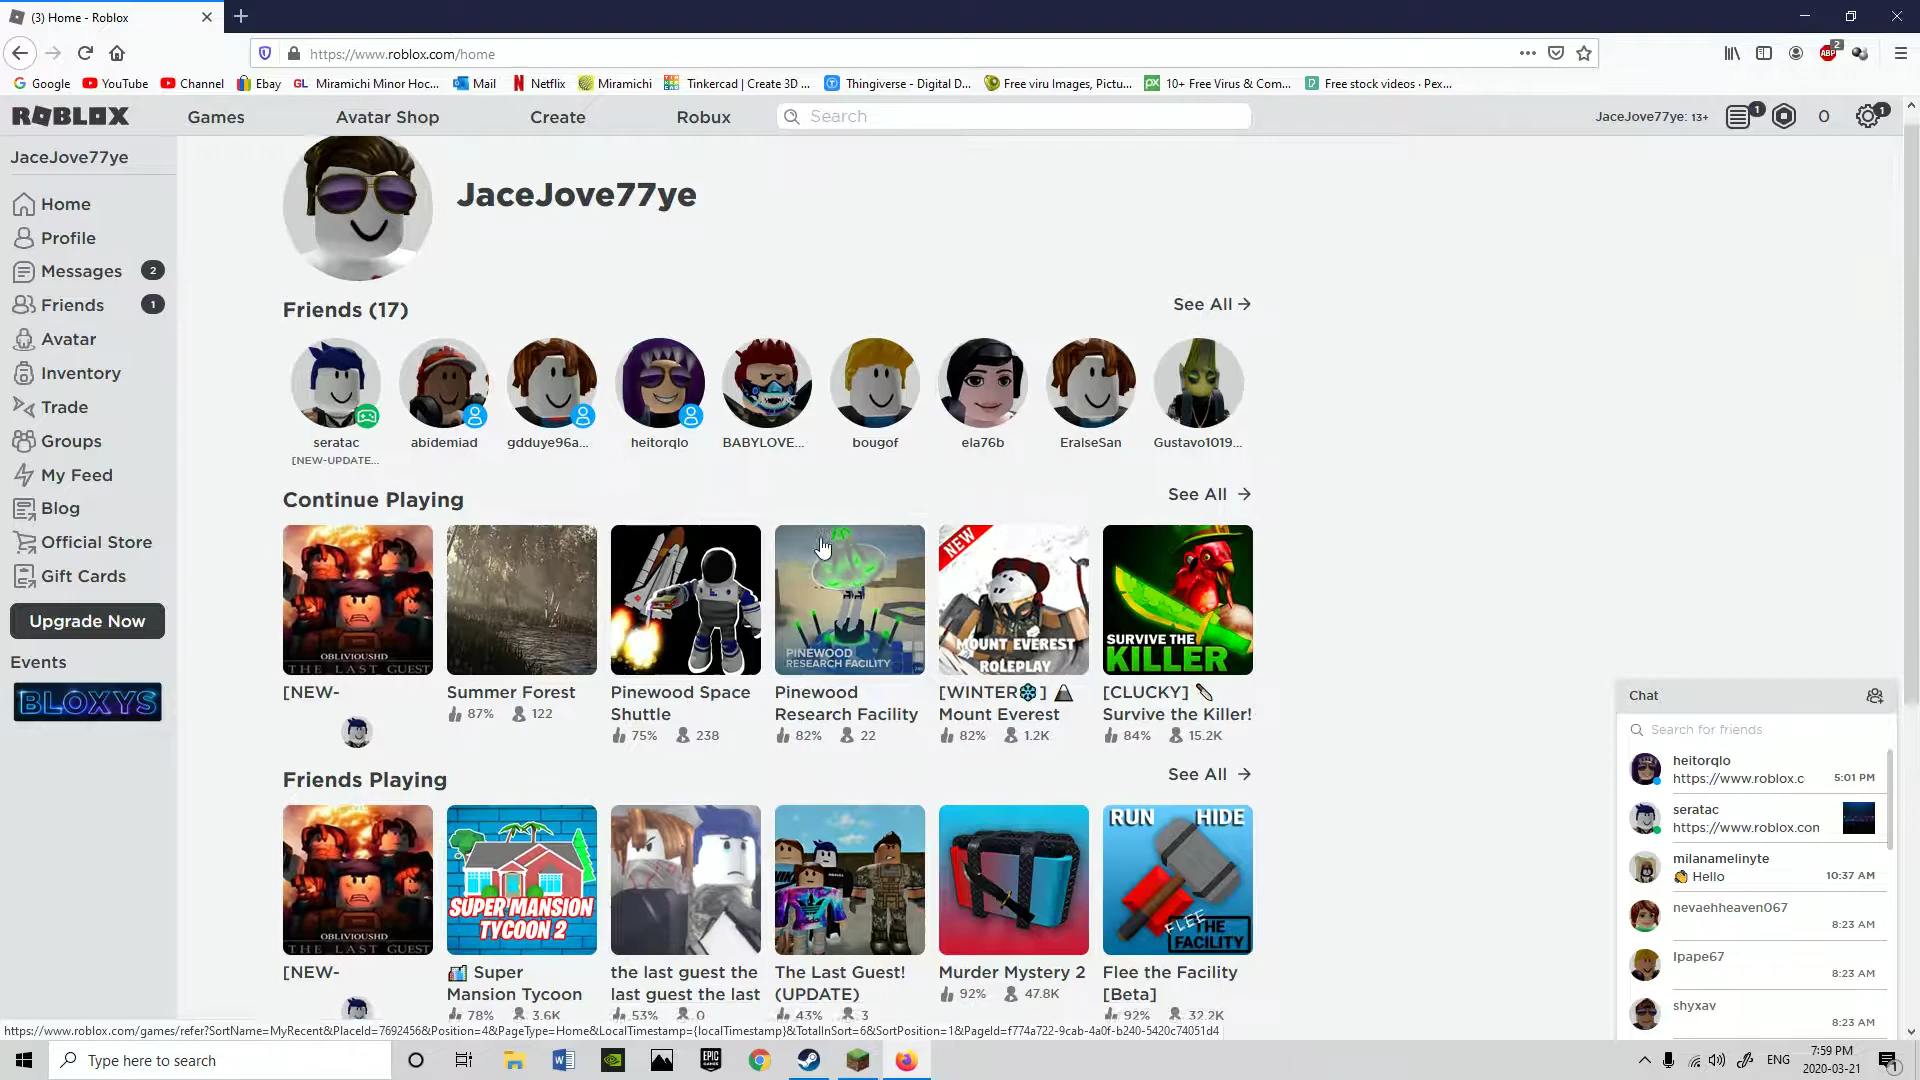 (3) Home - Roblox
https://www.roblox.com/home
2
Google
YouTube
Channel
Ebay
GL Miramichi Minor Hoc...
Mail
Netflix
Miramichi
Tinkercad | Create 3D ...
Thingiverse - Digital D...
Free viru Images, Pictu...
10+ Free Virus & Com...
Free stock videos · Pex...
ROBLOX
Games
Avatar Shop
Create
Robux
Search
JaceJove77ye: 13+
1
0
1
JaceJove77ye
Home
Profile
Messages 2
Friends 1
Avatar
Inventory
Trade
Groups
My Feed
Blog
Official Store
Gift Cards
Upgrade Now
Events
BLOXYS
JaceJove77ye
Friends (17)
See All
seratac
[NEW-UPDATE...
abidemiad
gdduye96a...
heitorqlo
BABYLOVE...
bougof
ela76b
EralseSan
Gustavo1019...
Continue Playing
See All
OBLIVIOUSHD
THE LAST GUEST
PINEWOOD
RESEARCH FACILITY
NEW
MOUNT EVEREST
ROLEPLAY
SURVIVE THE
KILLER
[NEW-
Summer Forest
87% 122
Pinewood Space
Shuttle
75% 238
Pinewood
Research Facility
82% 22
[WINTER❄] 
Mount Everest
82% 1.2K
[CLUCKY] 🔪
Survive the Killer!
84% 15.2K
Friends Playing
See All
OBLIVIOUSHD
THE LAST GUEST
SUPER MANSION
TYCOON 2
RUN HIDE
FLEE THE
FACILITY
[NEW-
Super
Mansion Tycoon
78% 3.6K
the last guest the
last guest the last
53% 0
The Last Guest!
(UPDATE)
43% 3
Murder Mystery 2
92% 47.8K
Flee the Facility
[Beta]
92% 32.2K
Chat
Search for friends
heitorqlo
https://www.roblox.c 5:01 PM
seratac
https://www.roblox.con
milanamelinyte
👋 Hello 10:37 AM
nevaehheaven067
8:23 AM
lpape67
8:23 AM
shyxav
8:23 AM
https://www.roblox.com/games/refer?SortName=MyRecent&PlaceId=7692456&Position=4&PageType=Home&LocalTimestamp={localTimestamp}&TotalInSort=6&SortPosition=1&PageId=f774a722-9cab-4a0f-b240-5420c74051d4
Type here to search
EPIC
GAMES
ENG
7:59 PM
2020-03-21
1